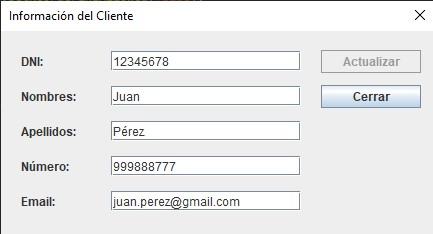 Información del Cliente
DNI: 12345678 Actualizar
Nombres: Juan Cerrar
Apellidos: Pérez
Número: 999888777
Email: juan.perez@gmail.com